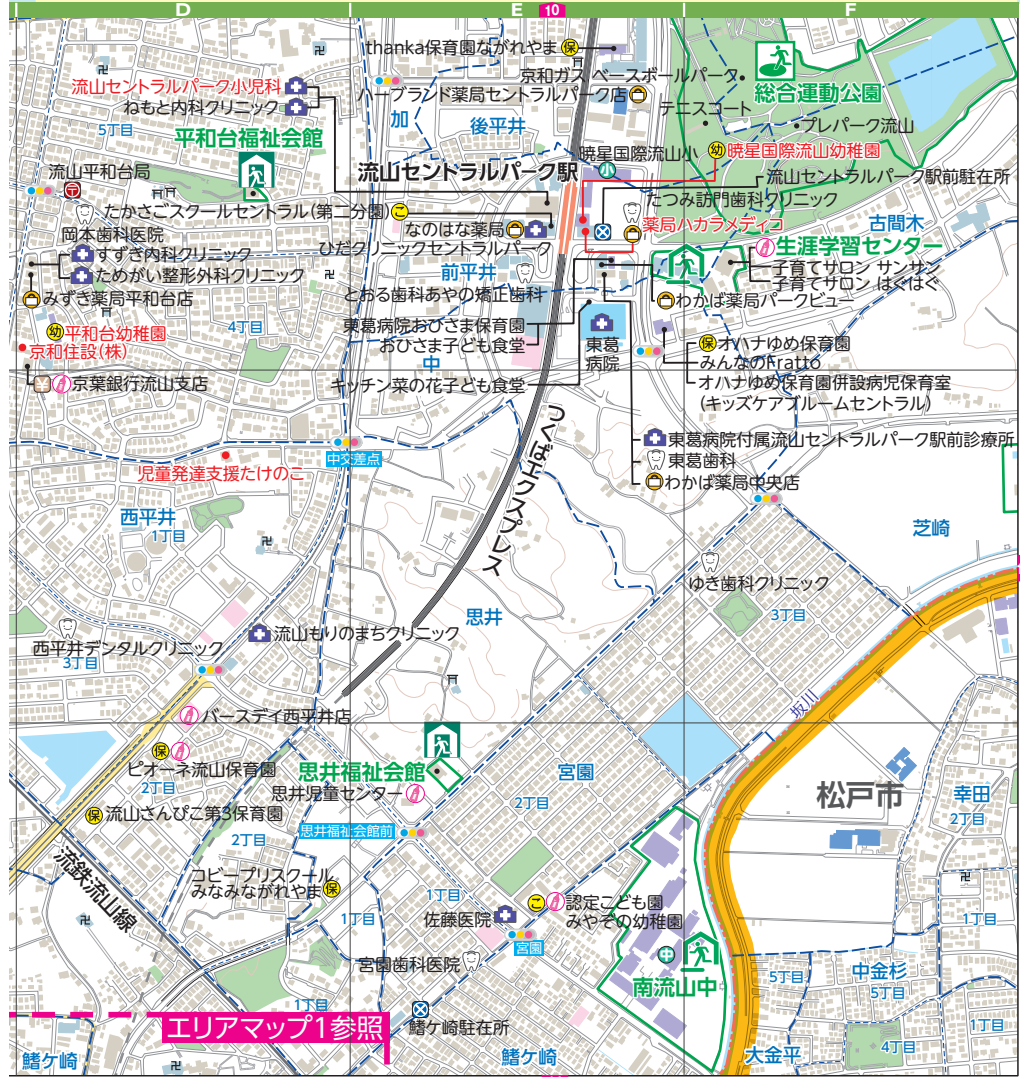 D
E
10
F
thanka保育園ながれやま
保
京和ガス ベースボールパーク
流山セントラルパーク小児科
ハーブランド薬局セントラルパーク店
総合運動公園
ねもと内科クリニック
テニスコート
5丁目
加
後平井
プレパーク流山
平和台福祉会館
暁星国際流山小
小
幼
暁星国際流山幼稚園
流山平和台局
流山セントラルパーク駅
流山セントラルパーク駅前駐在所
たつみ訪問歯科クリニック
たかさごスクールセントラル(第二分園)
こ
なのはな薬局
薬局ハカラメディコ
古間木
岡本歯科医院
ひだクリニックセントラルパーク
生涯学習センター
すずき内科クリニック
前平井
子育てサロン サンサン
ためがい整形外科クリニック
子育てサロン はぐはぐ
みずき薬局平和台店
とおる歯科あやの矯正歯科
わかば薬局パークビュー
幼
平和台幼稚園
4丁目
東葛病院おひさま保育園
京和住設(株)
おひさま子ども食堂
東葛
病院
保
オハナゆめ保育園
中
みんなのFratto
京葉銀行流山支店
キッチン菜の花子ども食堂
オハナゆめ保育園併設病児保育室
(キッズケアブルームセントラル)
つくばエクスプレス
東葛病院付属流山セントラルパーク駅前診療所
中交差点
東葛歯科
児童発達支援たけのこ
わかば薬局中央店
西平井
1丁目
芝崎
ゆき歯科クリニック
思井
3丁目
流山もりのまちクリニック
西平井デンタルクリニック
3丁目
坂川
バースデイ西平井店
保
ピオーネ流山保育園
思井福祉会館
宮園
思井児童センター
2丁目
2丁目
松戸市
幸田
2丁目
保
流山さんぴこ第3保育園
思井福祉会館前
2丁目
流鉄流山線
コビープリスクール
みなみながれやま
保
1丁目
1丁目
こ
認定こども園
みやぞの幼稚園
佐藤医院
1丁目
宮園
宮園歯科医院
中
南流山中
5丁目
中金杉
5丁目
1丁目
エリアマップ1参照
鰭ケ崎駐在所
1丁目
鰭ケ崎
鰭ケ崎
大金平
4丁目